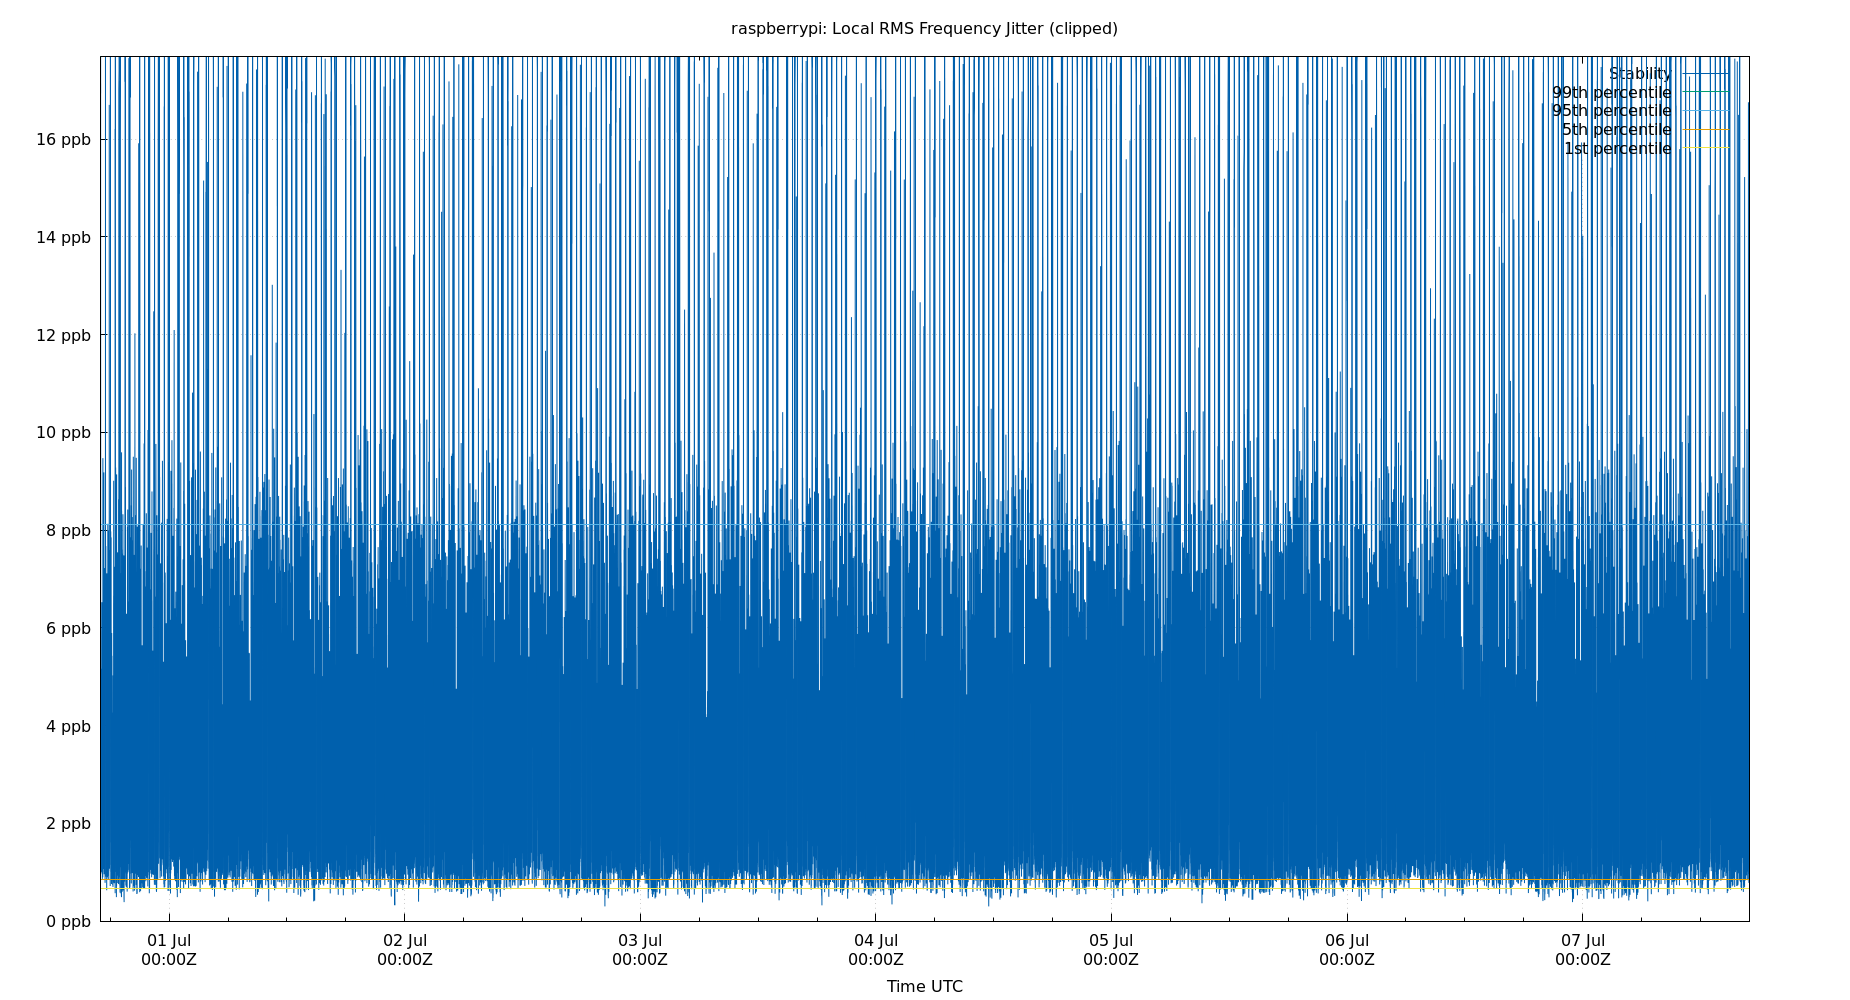 raspberrypi: Local RMS Frequency Jitter (clipped)
Stability
99th percentile
95th percentile
5th percentile
1st percentile
16 ppb
14 ppb
12 ppb
10 ppb
8 ppb
6 ppb
4 ppb
2 ppb
0 ppb
01 Jul 02 Jul 03 Jul 04 Jul 05 Jul 06 Jul 07 Jul
00:00Z 00:00Z 00:00Z 00:00Z 00:00Z 00:00Z 00:00Z
Time UTC